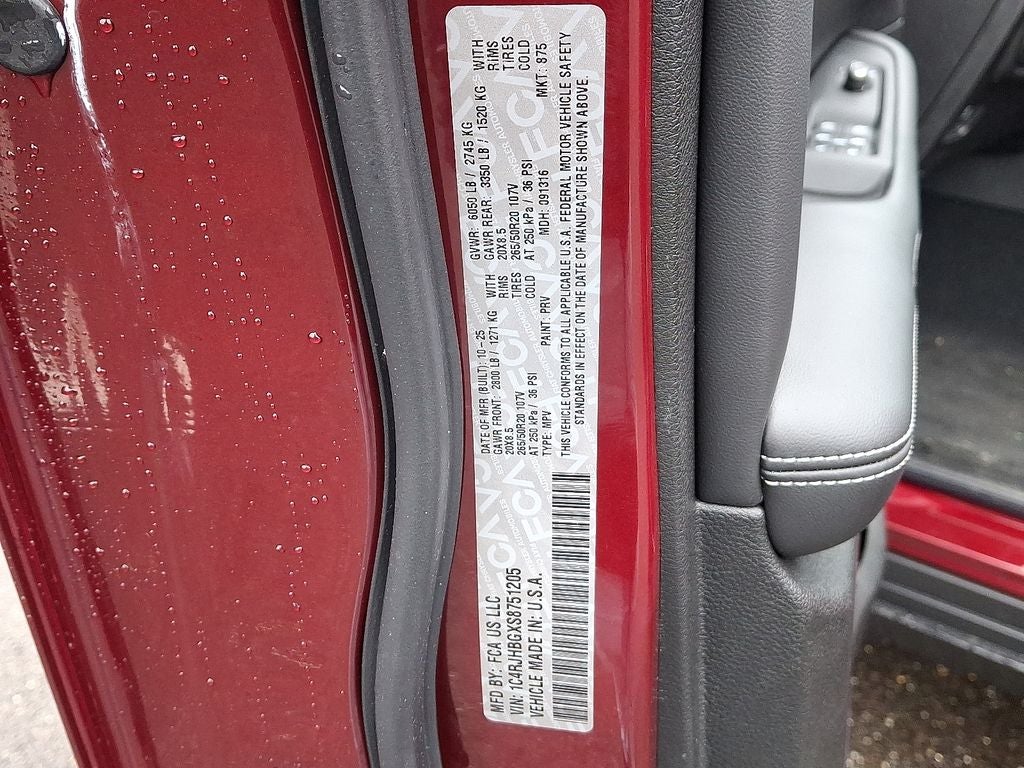 MFD BY: FCA US LLC
DATE OF MFR (BUILT): 10-25
GVWR: 6050 LB / 2745 KG
GAWR FRONT: 2800 LB / 1271 KG WITH
GAWR REAR: 3350 LB / 1520 KG WITH
20X8.5 RIMS
20X8.5 RIMS
265/50R20 107V TIRES
265/50R20 107V TIRES
AT 250 kPa / 36 PSI COLD
AT 250 kPa / 36 PSI COLD
VIN: 1C4RJHBGXS8751205
TYPE: MPV PAINT: PRV MDH: 091316 MKT: 875
VEHICLE MADE IN: U.S.A.
THIS VEHICLE CONFORMS TO ALL APPLICABLE U.S.A. FEDERAL MOTOR VEHICLE SAFETY
STANDARDS IN EFFECT ON THE DATE OF MANUFACTURE SHOWN ABOVE.